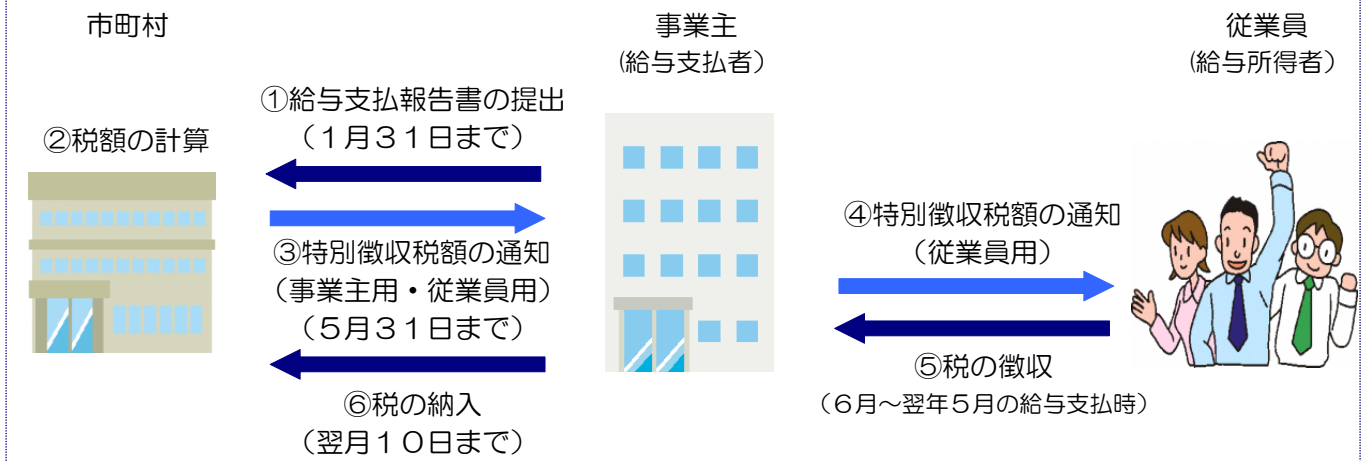 市町村
事業主
(給与支払者)
従業員
(給与所得者)
①給与支払報告書の提出
(1月31日まで)
②税額の計算
③特別徴収税額の通知
(事業主用・従業員用)
(5月31日まで)
④特別徴収税額の通知
(従業員用)
⑤税の徴収
(6月～翌年5月の給与支払時)
⑥税の納入
(翌月10日まで)